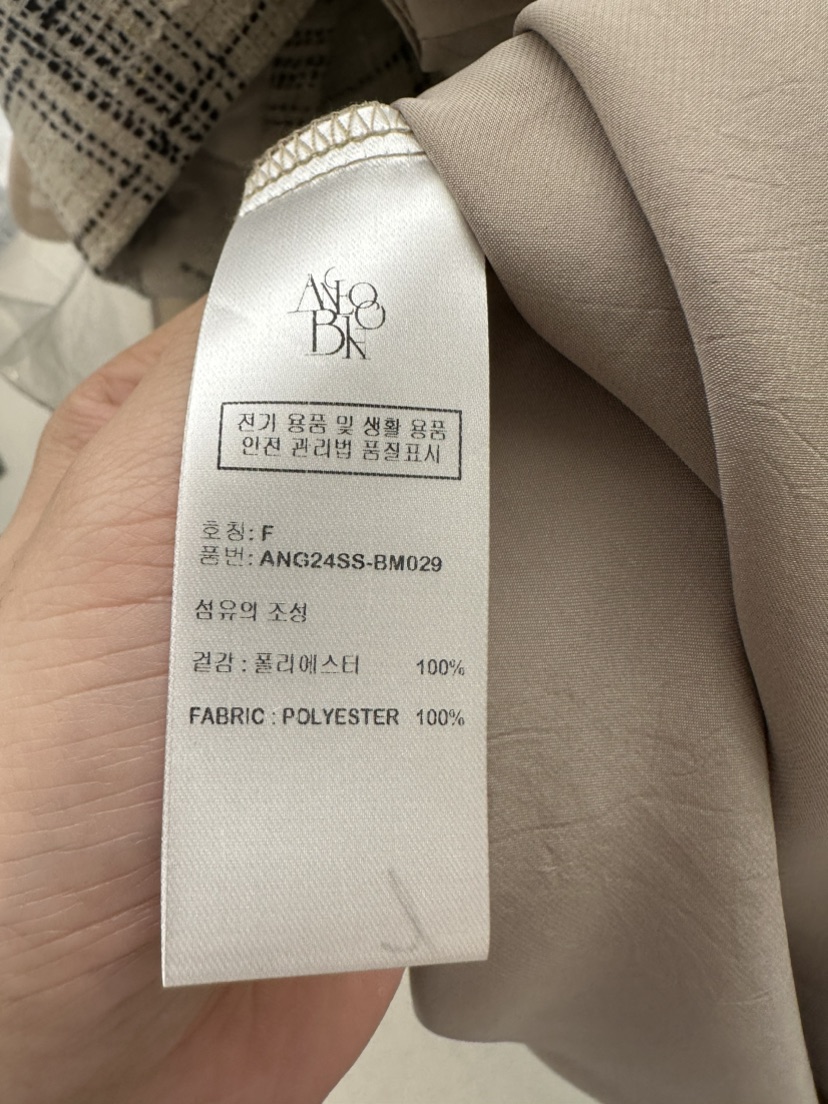 ANGLO
BLN
전기 용품 및 생활 용품
안전 관리법 품질표시
호칭: F
품번: ANG24SS-BM029
섬유의 조성
겉감 : 폴리에스터 100%
FABRIC : POLYESTER 100%